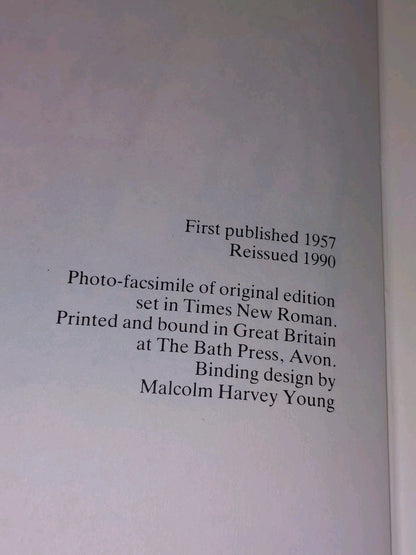 First published 1957
Reissued 1990
Photo-facsimile of original edition
set in Times New Roman.
Printed and bound in Great Britain
at The Bath Press, Avon.
Binding design by
Malcolm Harvey Young